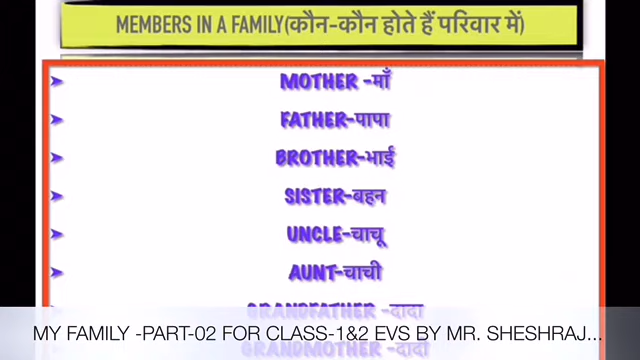 MEMBERS IN A FAMILY(कौन-कौन होते हैं परिवार में)
MOTHER -माँ
FATHER-पापा
BROTHER-भाई
SISTER-बहन
UNCLE-चाचू
AUNT-चाची
GRANDFATHER -दादा
MY FAMILY -PART-02 FOR CLASS-1&2 EVS BY MR. SHESHRAJ...
GRANDMOTHER -दादी